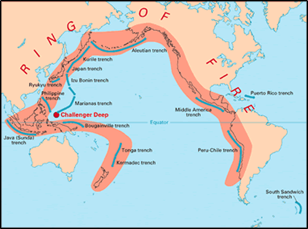 RING OF FIRE
Aleutian trench
Kurile trench
Japan trench
Izu Bonin trench
Ryukyu trench
Philippine trench
Marianas trench
Challenger Deep
Bougainville trench
Java (Sunda) trench
Equator
Tonga trench
Kermadec trench
Middle America trench
Puerto Rico trench
Peru-Chile trench
South Sandwich trench